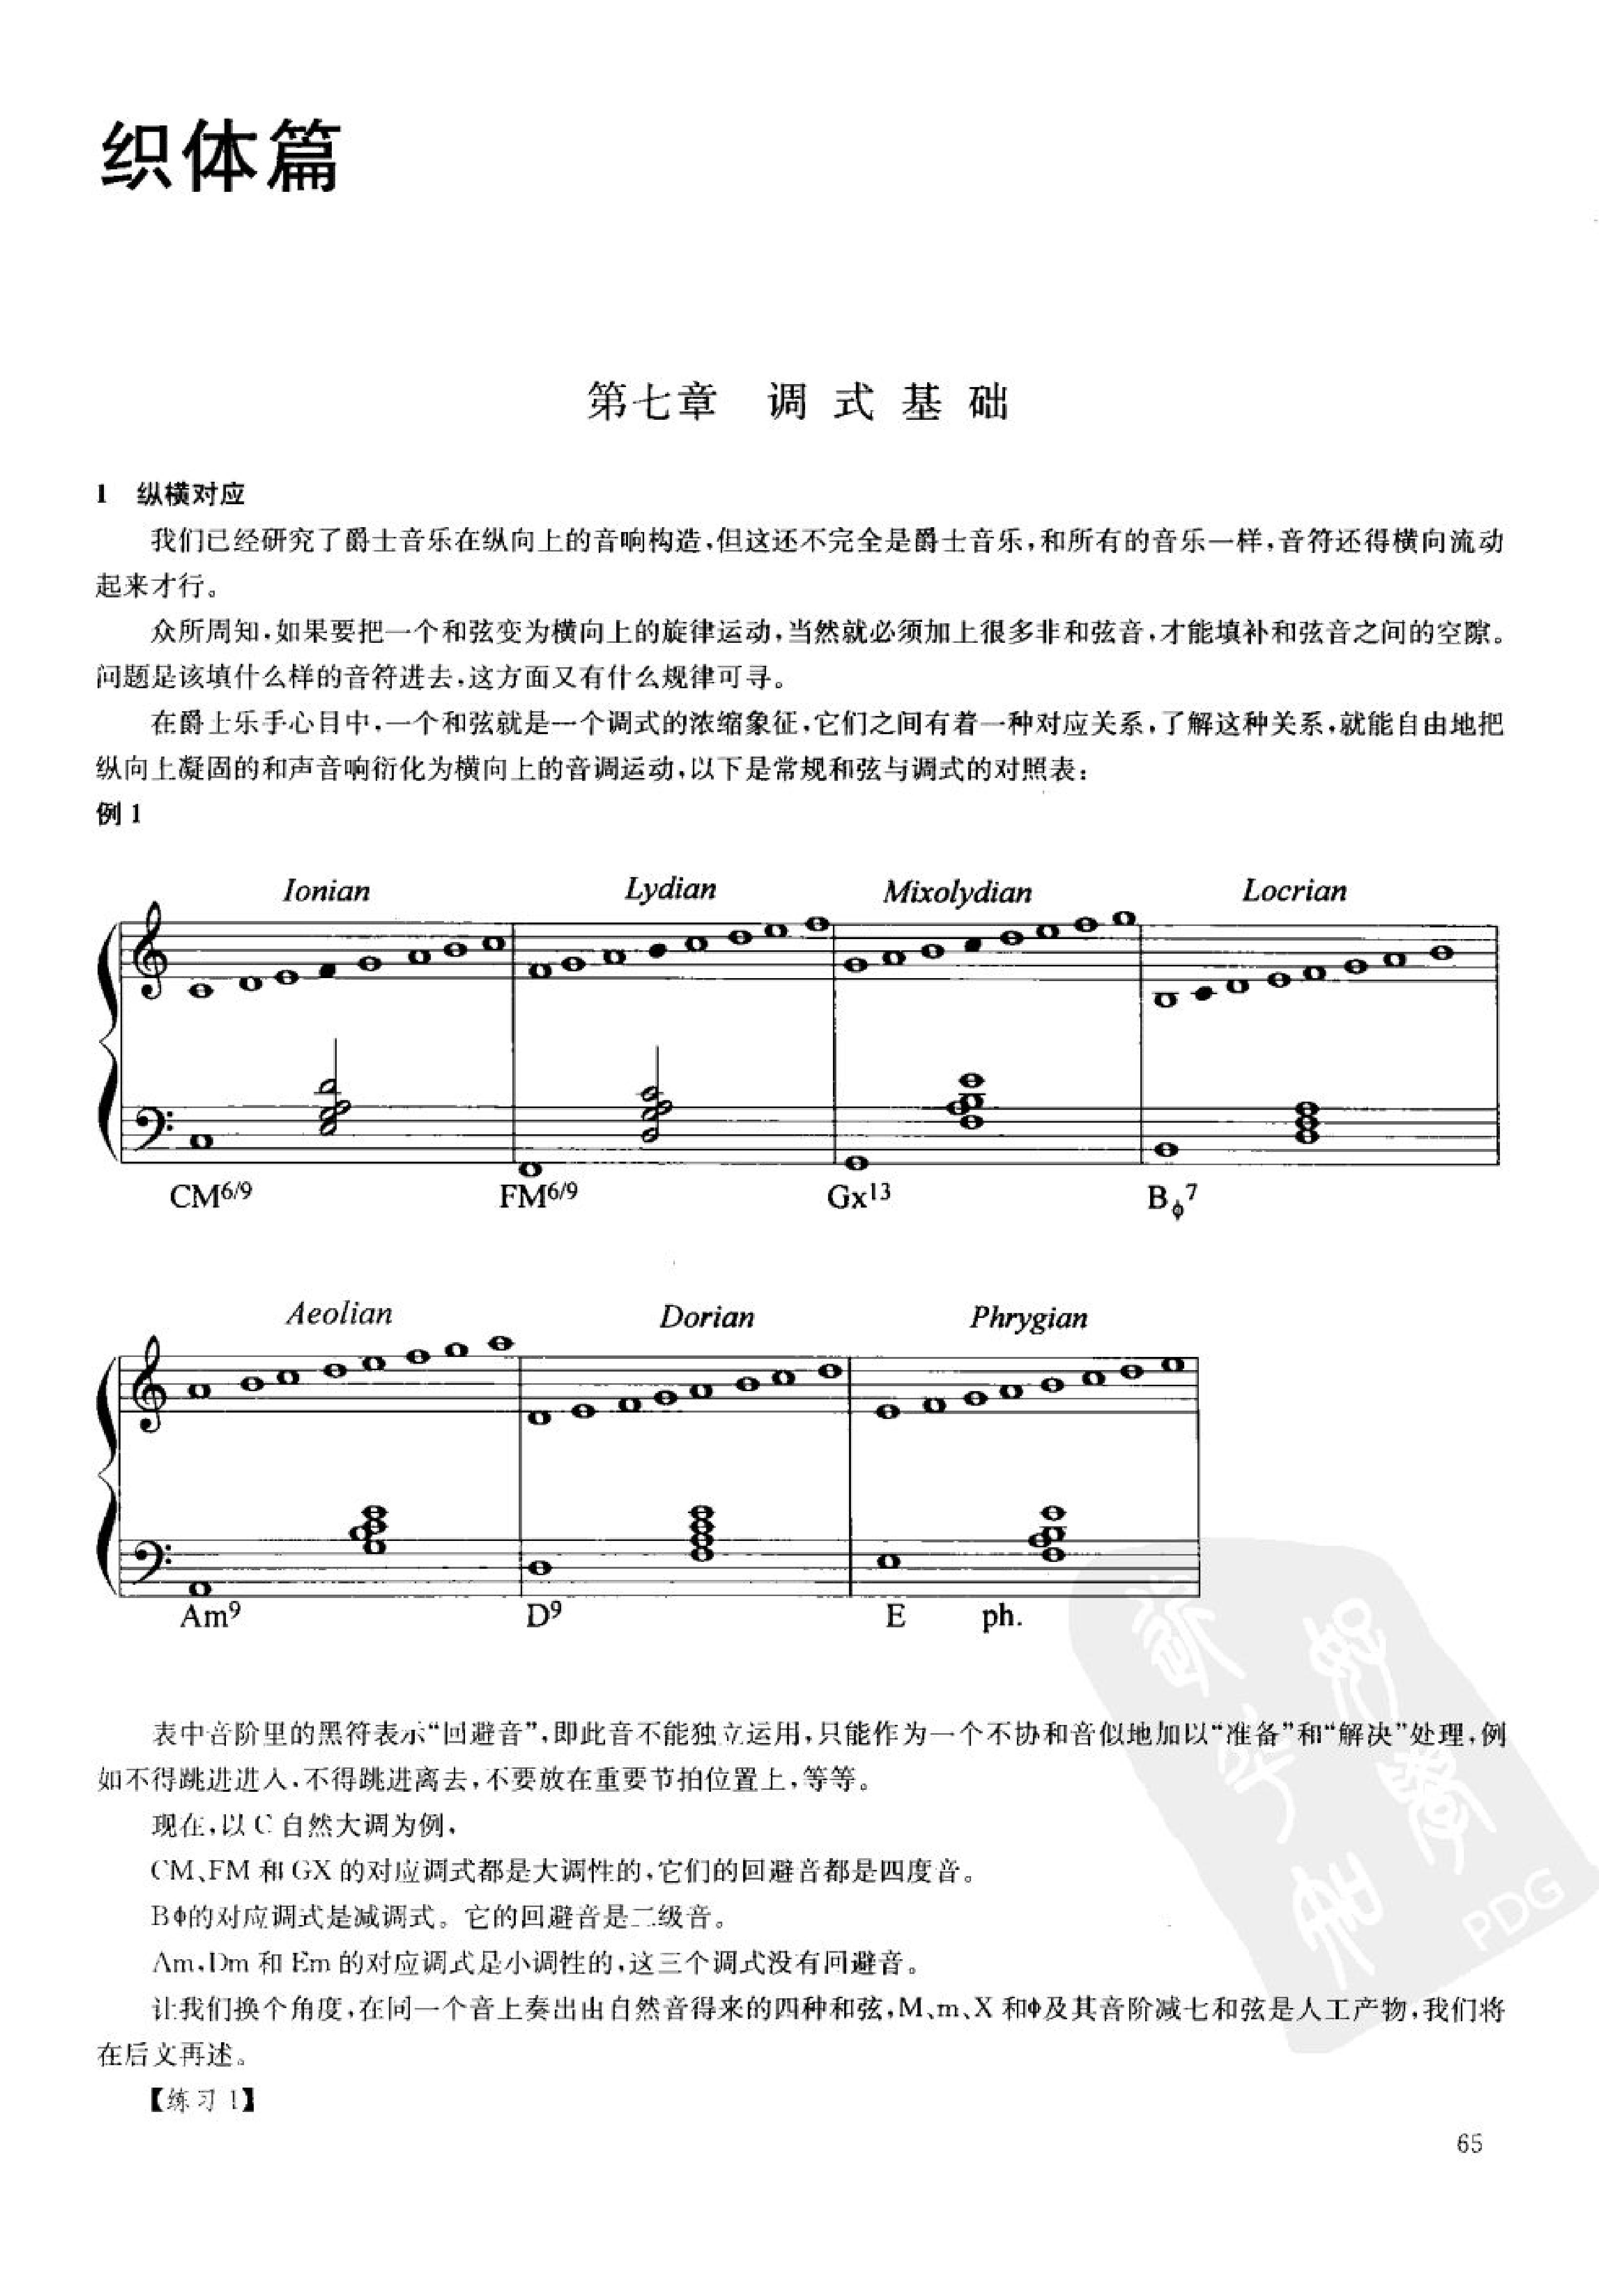 织体篇
第七章 调式基础
1 纵横对应
我们已经研究了爵士音乐在纵向上的音响构造,但这还不完全是爵士音乐,和所有的音乐一样,音符还得横向流动
起来才行。
众所周知,如果要把一个和弦变为横向上的旋律运动,当然就必须加上很多非和弦音,才能填补和弦音之间的空隙。
问题是该填什么样的音符进去,这方面又有什么规律可寻。
在爵士乐手心目中,一个和弦就是一个调式的浓缩象征,它们之间有着一种对应关系,了解这种关系,就能自由地把
纵向上凝固的和声音响衍化为横向上的音调运动,以下是常规和弦与调式的对照表:
例 1
Ionian Lydian Mixolydian Locrian
CM6/9 FM6/9 Gx13 Bϕ7
Aeolian Dorian Phrygian
Am9 D9 E ph.
表中音阶里的黑符表示“回避音”,即此音不能独立运用,只能作为一个不协和音似地加以“准备”和“解决”处理,例
如不得跳进进入,不得跳进离去,不要放在重要节拍位置上,等等。
现在,以 C 自然大调为例,
CM、FM 和 GX 的对应调式都是大调性的,它们的回避音都是四度音。
Bϕ的对应调式是减调式。它的回避音是二级音。
Am,Dm 和 Em 的对应调式是小调性的,这三个调式没有回避音。
让我们换个角度,在同一个音上奏出由自然音得来的四种和弦,M、m、X 和ϕ及其音阶减七和弦是人工产物,我们将
在后文再述。
【练习 1】
65
PDG